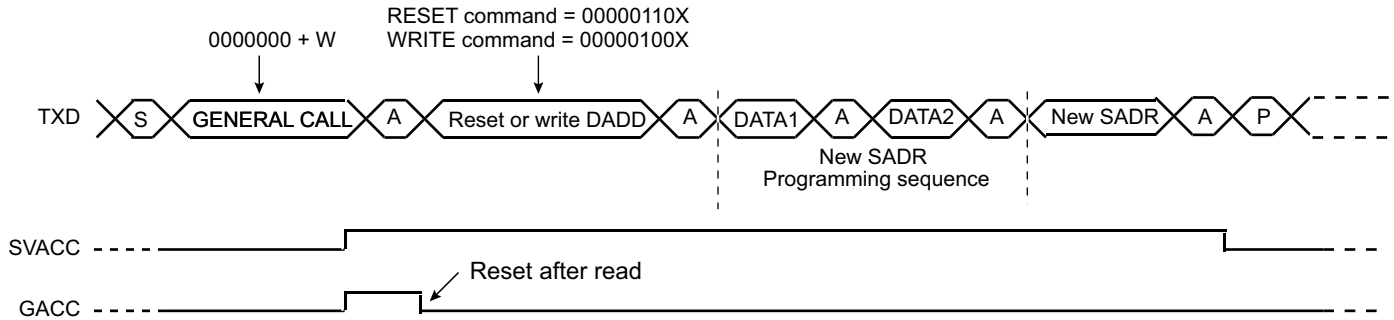 RESET command = 00000110X
0000000 + W WRITE command = 00000100X
TXD S GENERAL CALL A Reset or write DADD A DATA1 A DATA2 A New SADR A P
New SADR
Programming sequence
SVACC
Reset after read
GACC